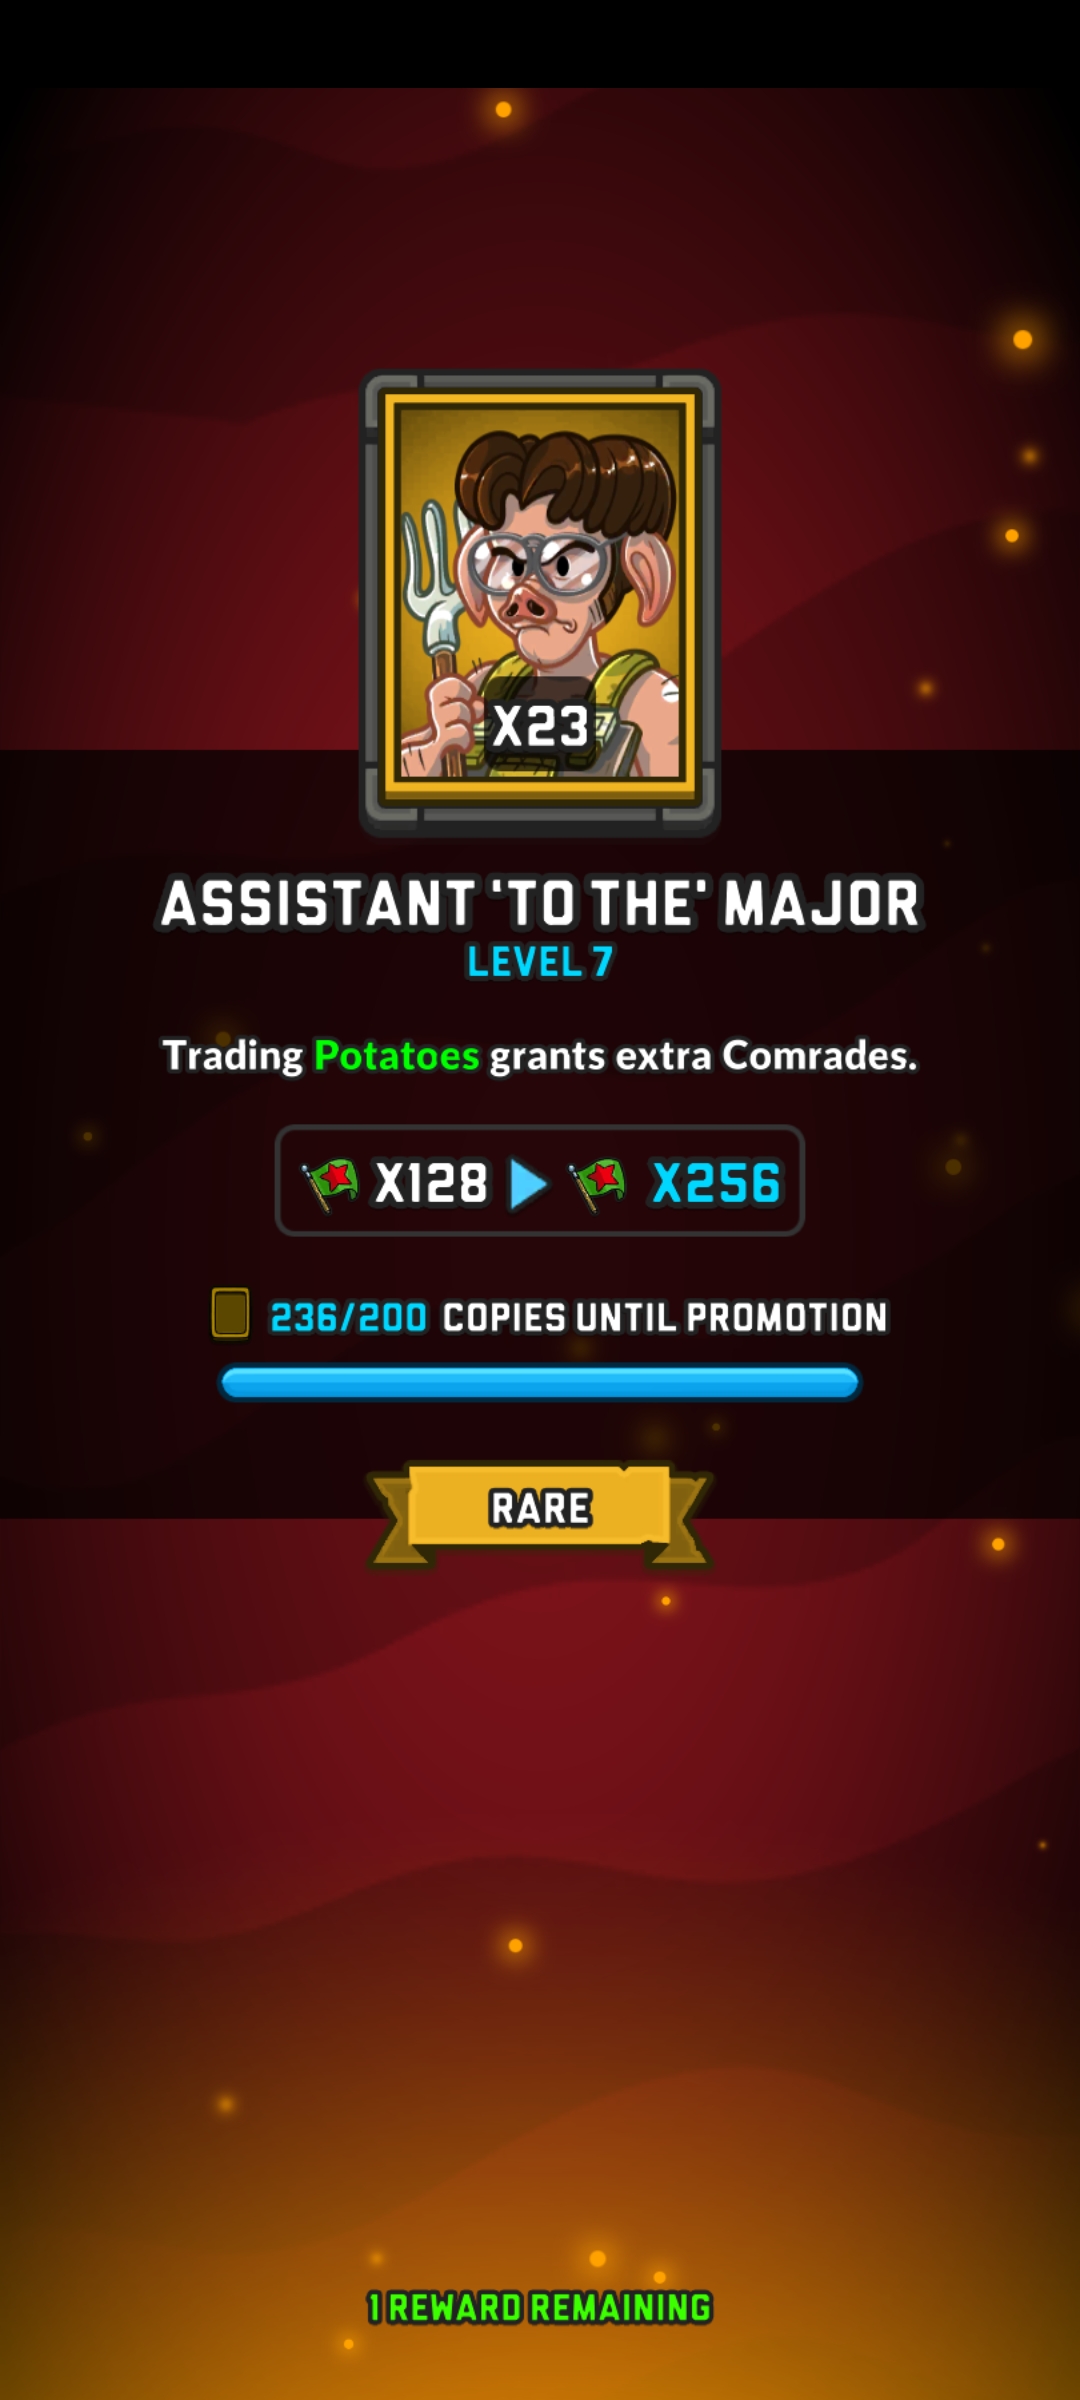 X23
ASSISTANT 'TO THE' MAJOR
LEVEL 7
Trading Potatoes grants extra Comrades.
X128 X256
236/200 COPIES UNTIL PROMOTION
RARE
1 REWARD REMAINING